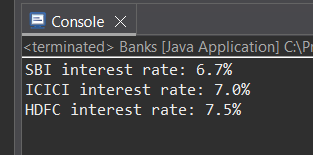 Console
<terminated> Banks [Java Application] C:\Pr
SBI interest rate: 6.7%
ICICI interest rate: 7.0%
HDFC interest rate: 7.5%